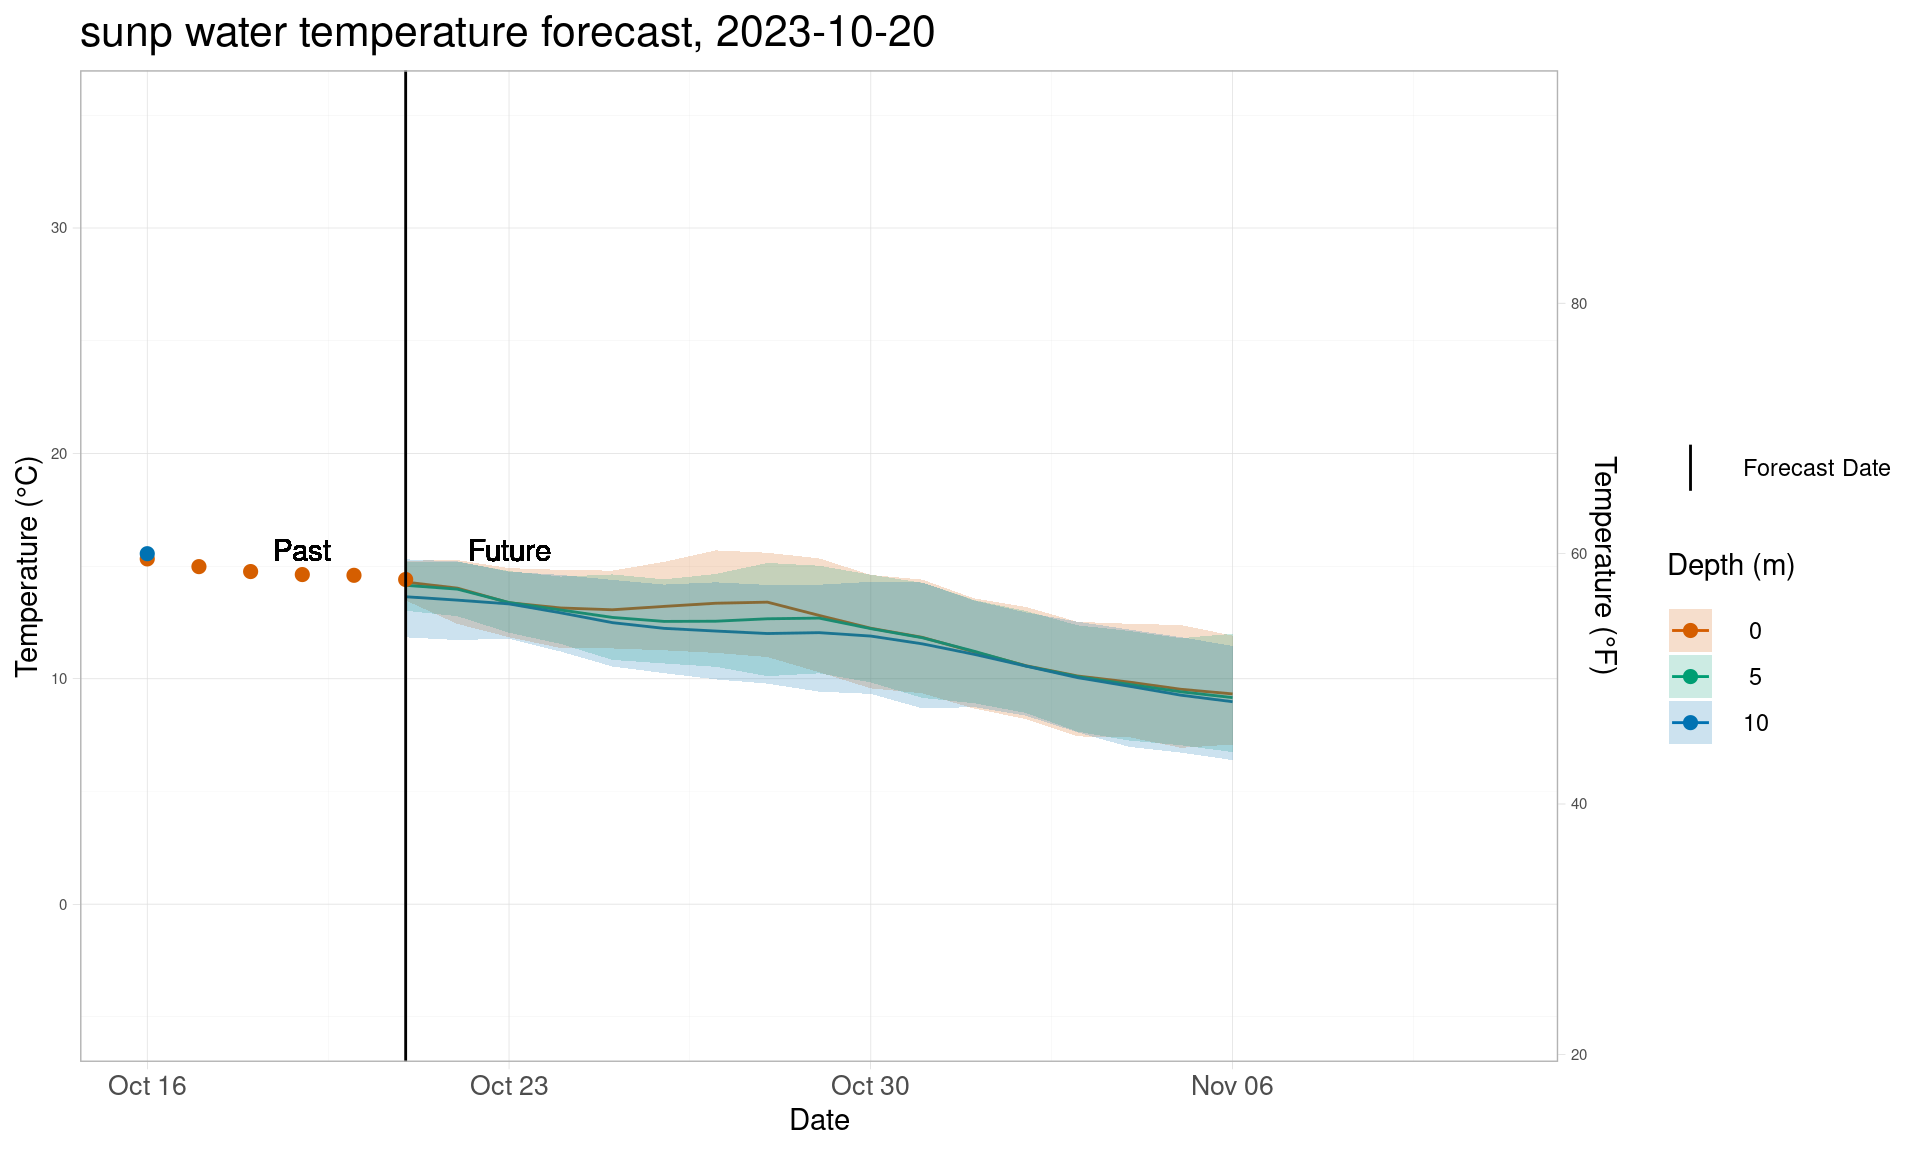 sunp water temperature forecast, 2023-10-20
Temperature (°C)
30
20
10
0
Past
Future
80
60
40
20
Temperature (°F)
Oct 16
Oct 23
Oct 30
Nov 06
Date
Forecast Date
Depth (m)
0
5
10